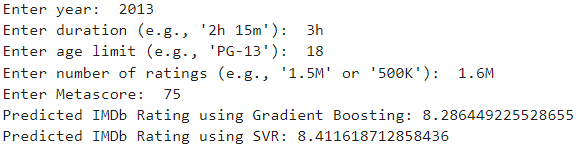 Enter year:  2013
Enter duration (e.g., '2h 15m'):  3h
Enter age limit (e.g., 'PG-13'):  18
Enter number of ratings (e.g., '1.5M' or '500K'):  1.6M
Enter Metascore:  75
Predicted IMDb Rating using Gradient Boosting: 8.286449225528655
Predicted IMDb Rating using SVR: 8.411618712858436